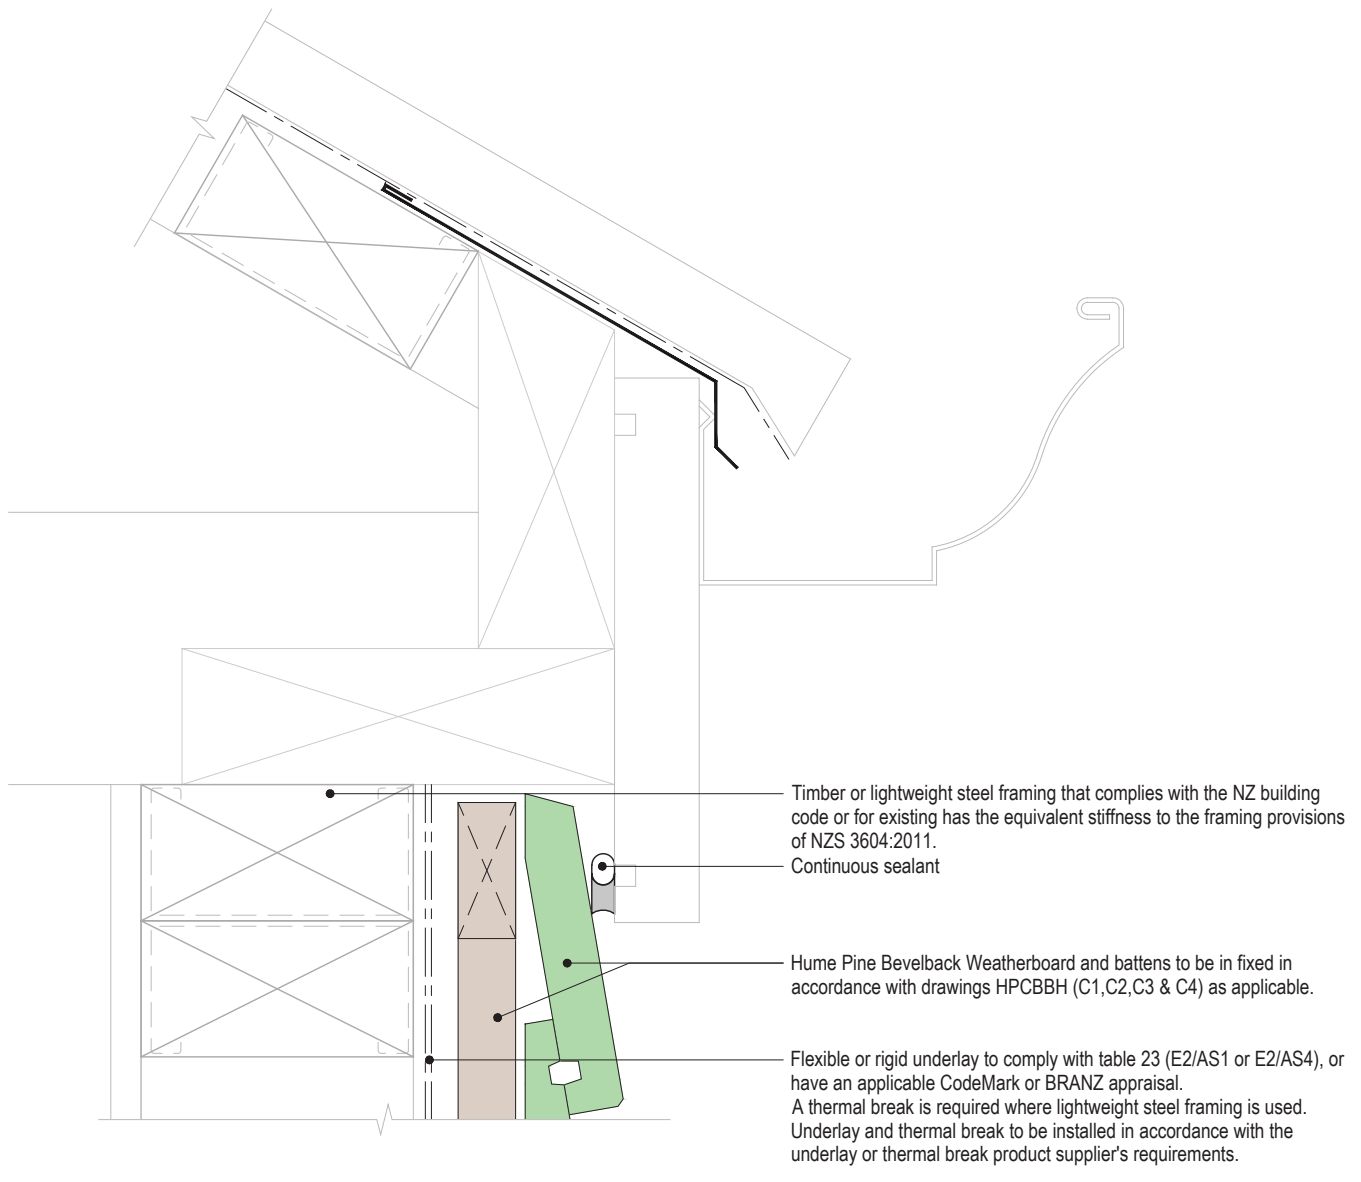 Timber or lightweight steel framing that complies with the NZ building
code or for existing has the equivalent stiffness to the framing provisions
of NZS 3604:2011.
Continuous sealant
Hume Pine Bevelback Weatherboard and battens to be in fixed in
accordance with drawings HPCBBH (C1,C2,C3 & C4) as applicable.
Flexible or rigid underlay to comply with table 23 (E2/AS1 or E2/AS4), or
have an applicable CodeMark or BRANZ appraisal.
A thermal break is required where lightweight steel framing is used.
Underlay and thermal break to be installed in accordance with the
underlay or thermal break product supplier's requirements.